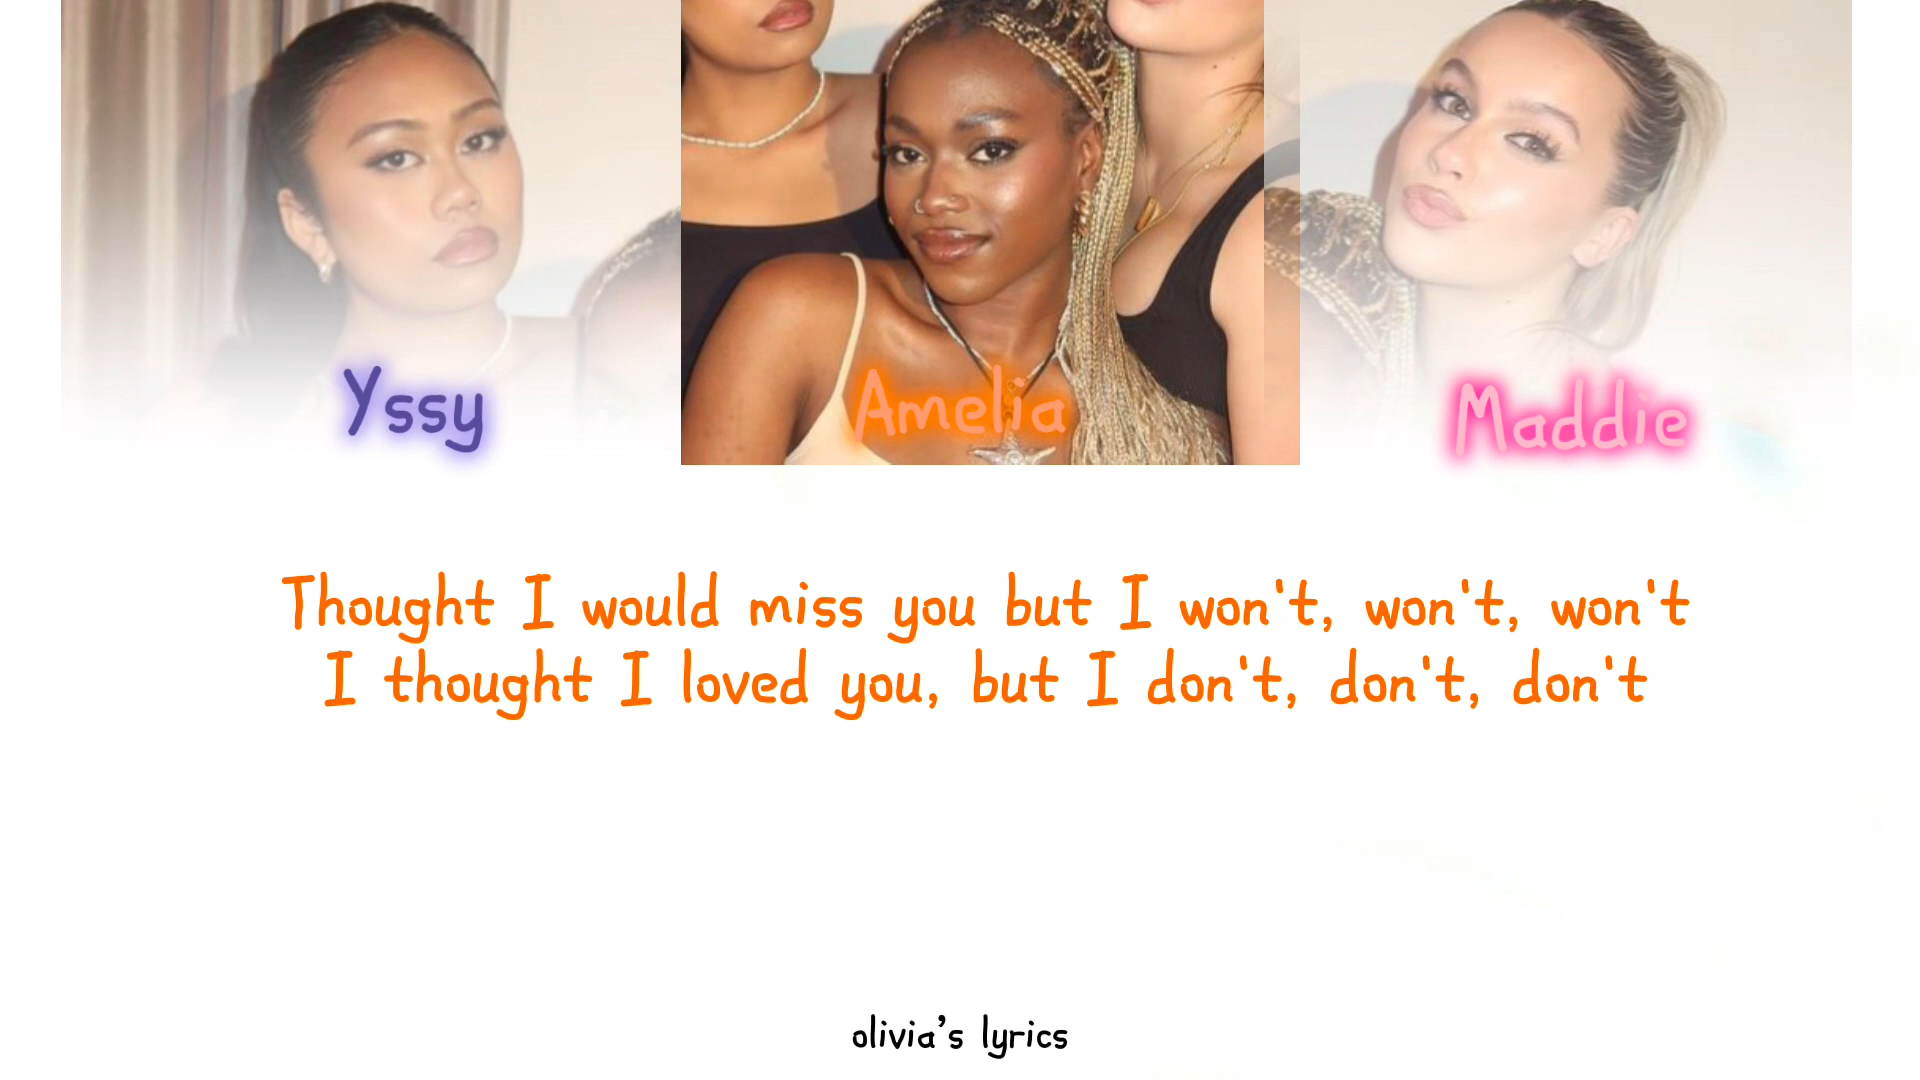 Yssy
Amelia
Maddie
Thought I would miss you but I won't, won't, won't
I thought I loved you, but I don't, don't, don't
olivia's lyrics